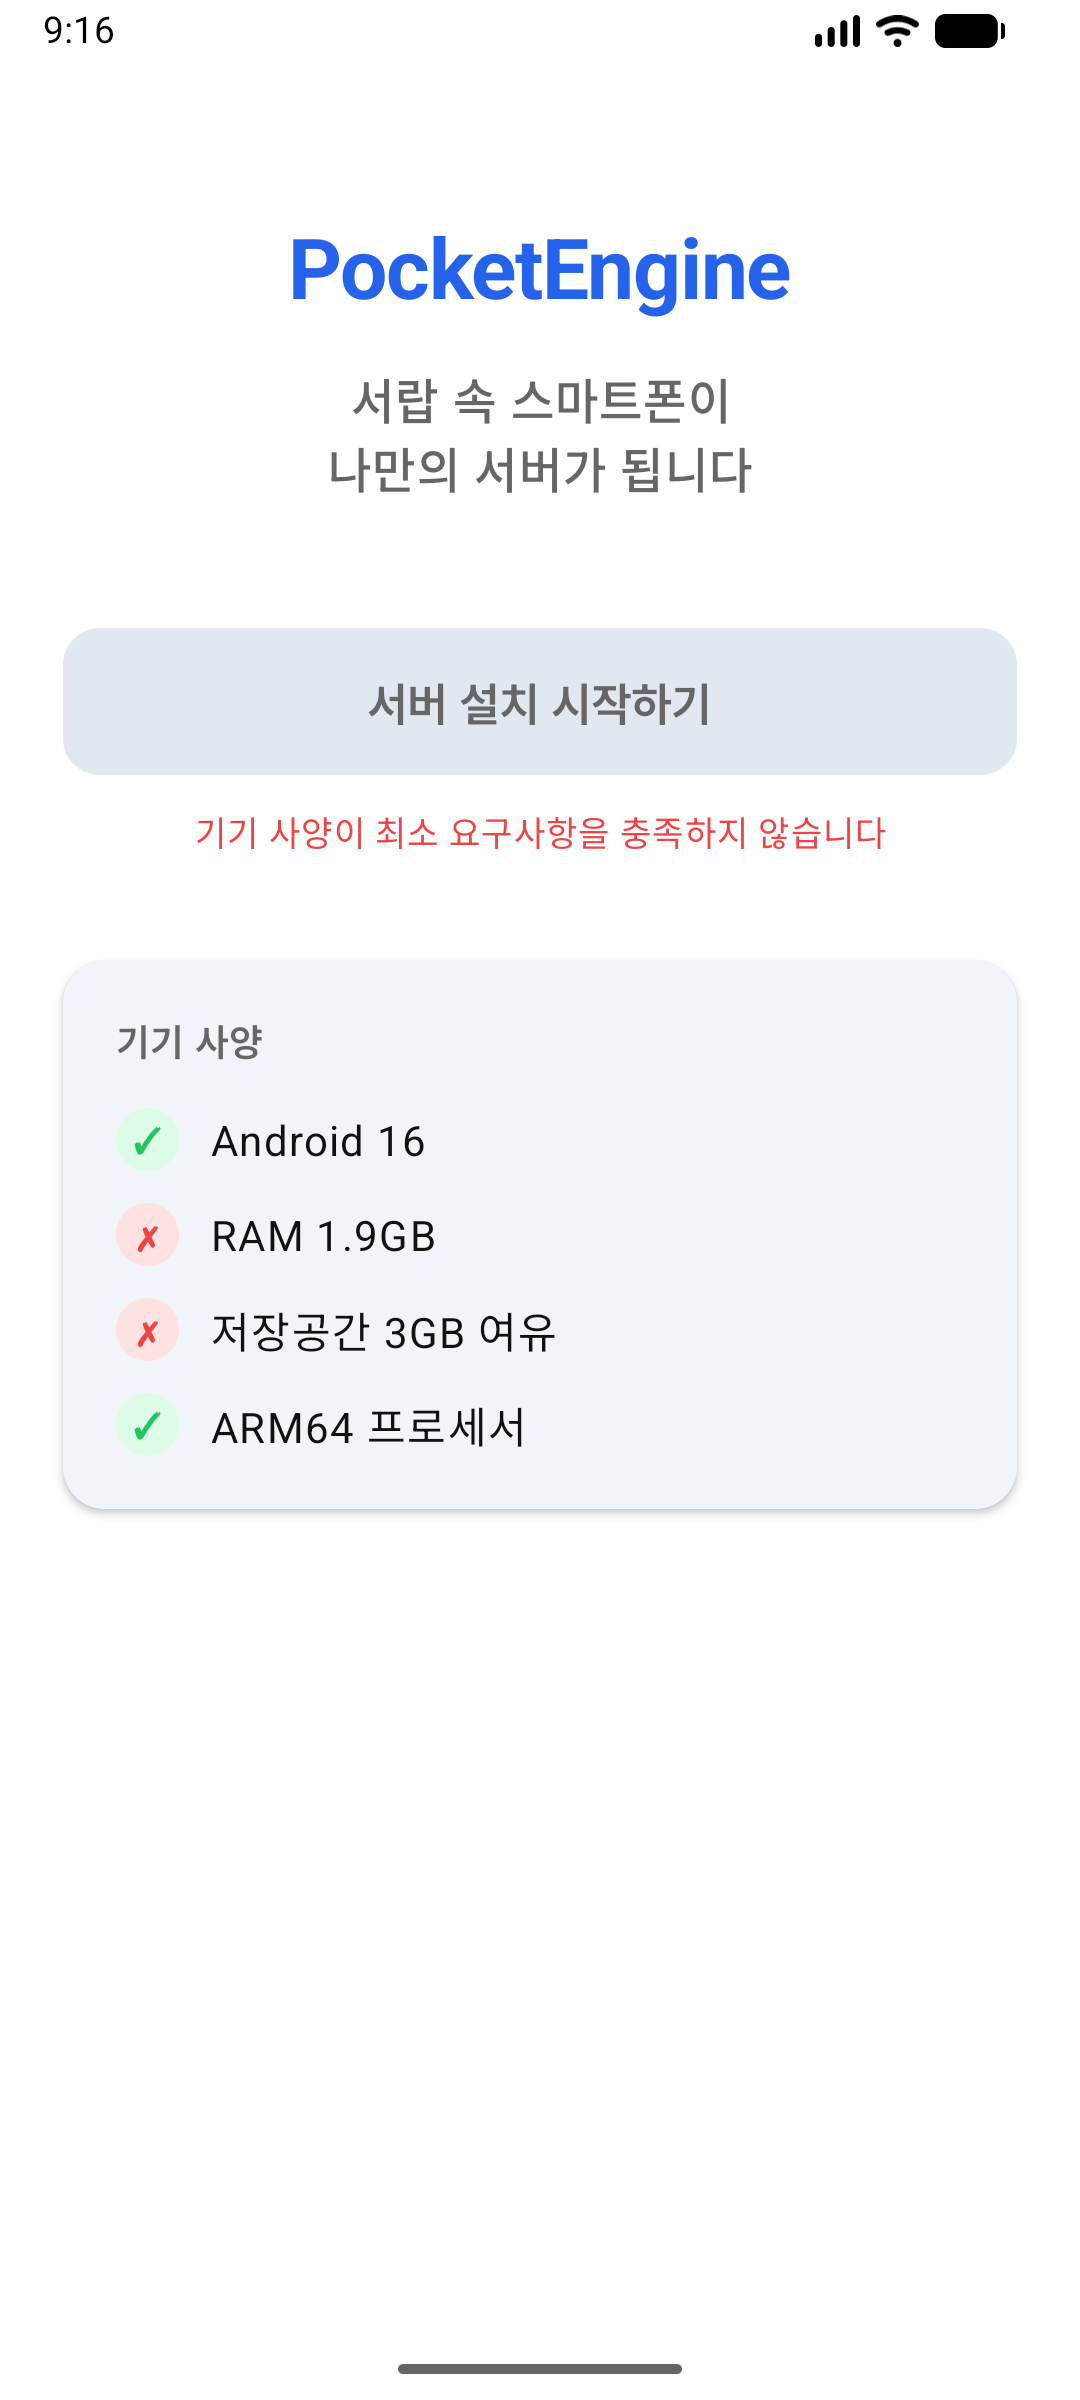 9:16
PocketEngine
서랍 속 스마트폰이
나만의 서버가 됩니다
서버 설치 시작하기
기기 사양이 최소 요구사항을 충족하지 않습니다
기기 사양
✓ Android 16
✗ RAM 1.9GB
✗ 저장공간 3GB 여유
✓ ARM64 프로세서